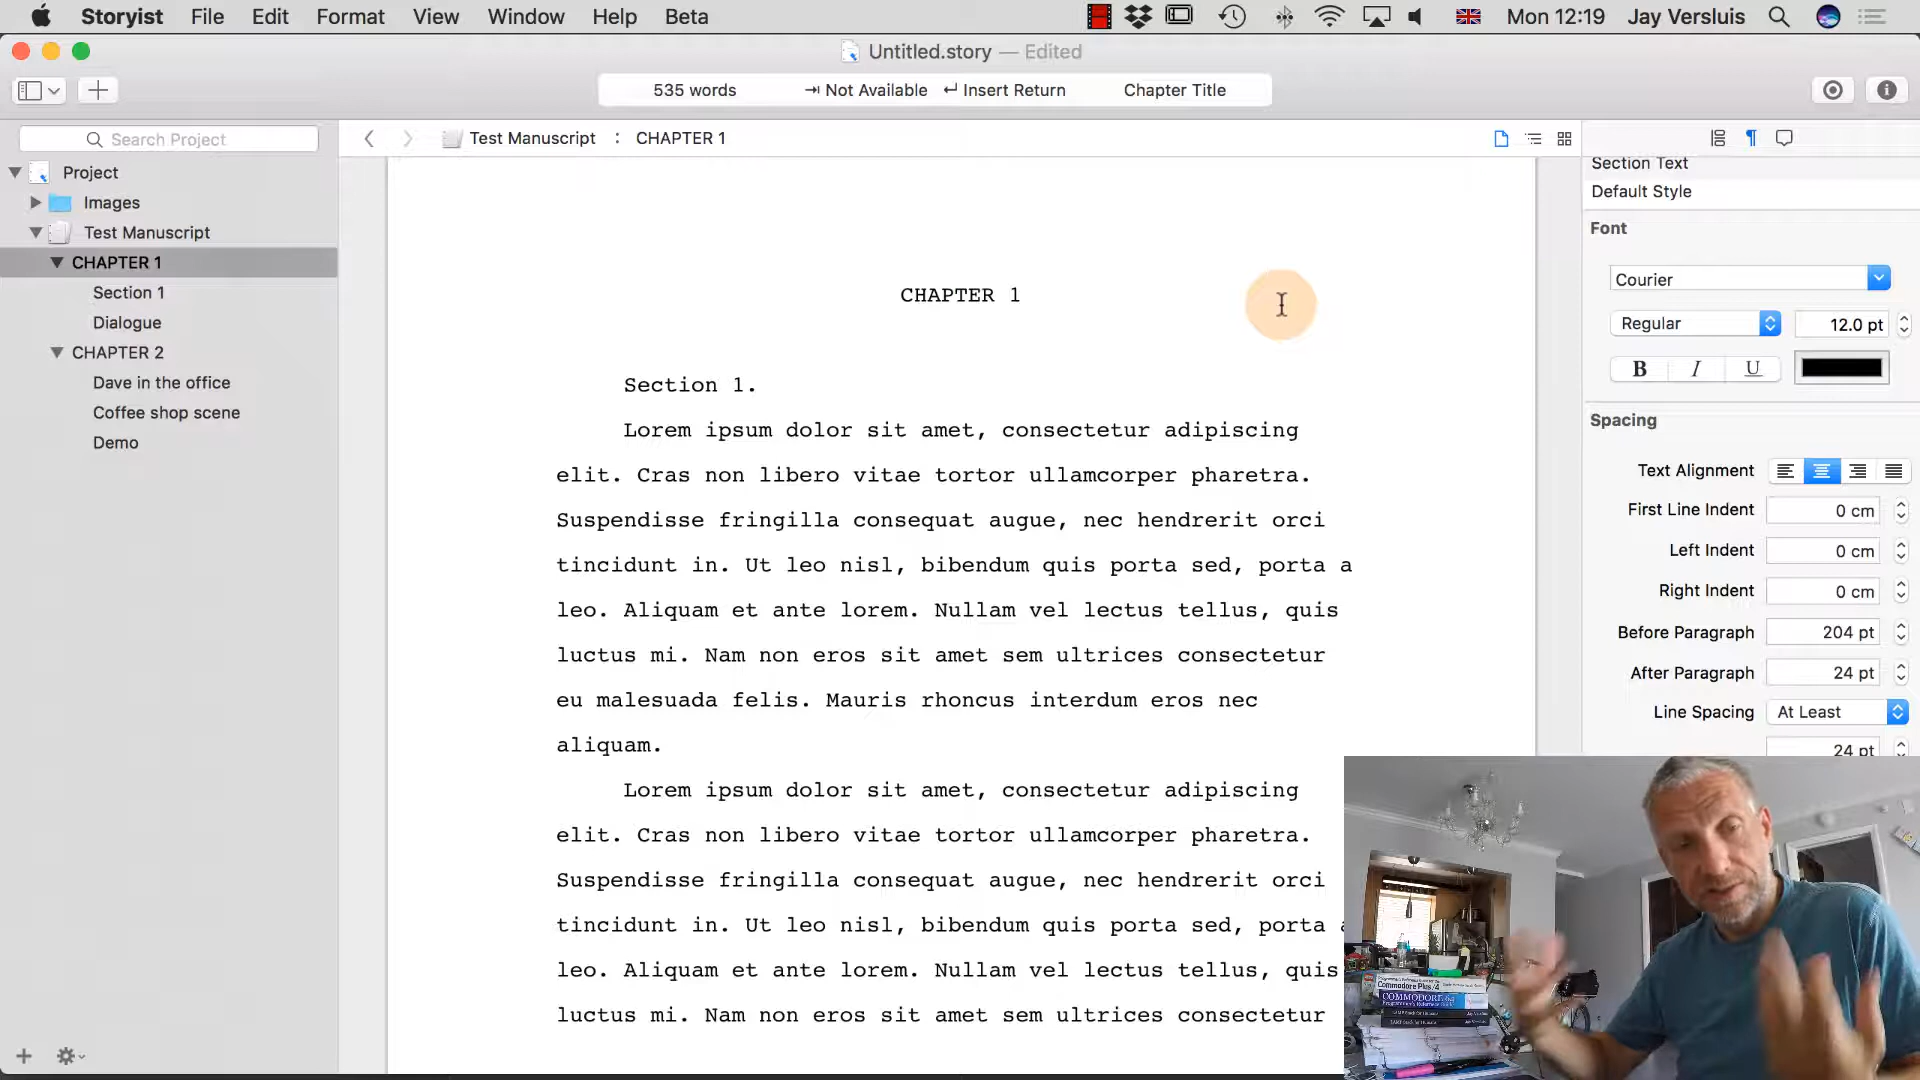 Storyist File Edit Format View Window Help Beta Mon 12:19 Jay Versluis
Untitled.story — Edited
535 words Not Available Insert Return Chapter Title
Search Project
Test Manuscript : CHAPTER 1
Project
Images
Test Manuscript
CHAPTER 1
Section 1
Dialogue
CHAPTER 2
Dave in the office
Coffee shop scene
Demo
CHAPTER 1
Section 1.
Lorem ipsum dolor sit amet, consectetur adipiscing
elit. Cras non libero vitae tortor ullamcorper pharetra.
Suspendisse fringilla consequat augue, nec hendrerit orci
tincidunt in. Ut leo nisl, bibendum quis porta sed, porta a
leo. Aliquam et ante lorem. Nullam vel lectus tellus, quis
luctus mi. Nam non eros sit amet sem ultrices consectetur
eu malesuada felis. Mauris rhoncus interdum eros nec
aliquam.
Lorem ipsum dolor sit amet, consectetur adipiscing
elit. Cras non libero vitae tortor ullamcorper pharetra.
Suspendisse fringilla consequat augue, nec hendrerit orci
tincidunt in. Ut leo nisl, bibendum quis porta sed, porta
leo. Aliquam et ante lorem. Nullam vel lectus tellus, quis
luctus mi. Nam non eros sit amet sem ultrices consectetur
Section Text
Default Style
Font
Courier
Regular 12.0 pt
B I U
Spacing
Text Alignment
First Line Indent 0 cm
Left Indent 0 cm
Right Indent 0 cm
Before Paragraph 204 pt
After Paragraph 24 pt
Line Spacing At Least
24 pt
Commodore Plus/4
COMMODORE 64